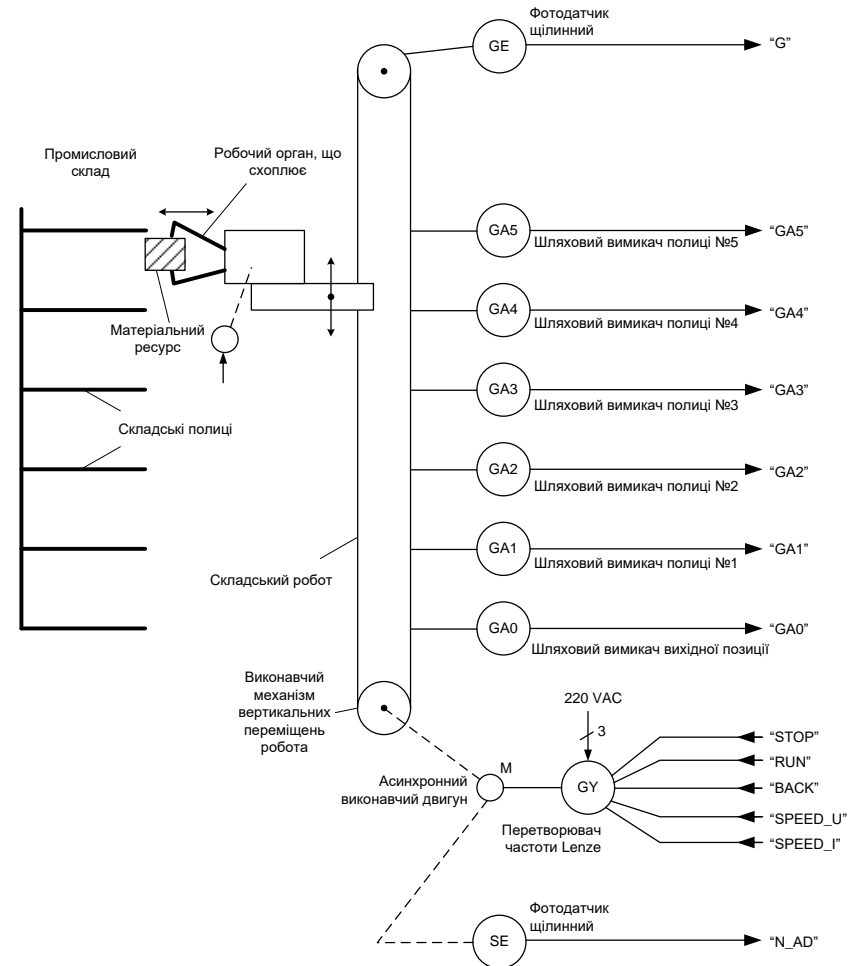 Фотодатчик
щілинний
GE
“G”
Промисловий
склад
Робочий орган, що
схоплює
GA5
“GA5”
Шляховий вимикач полиці №5
GA4
“GA4”
Шляховий вимикач полиці №4
Матеріальний
ресурс
GA3
“GA3”
Шляховий вимикач полиці №3
Складські полиці
GA2
“GA2”
Шляховий вимикач полиці №2
GA1
“GA1”
Шляховий вимикач полиці №1
Складський робот
GA0
“GA0”
Шляховий вимикач вихідної позиції
Виконавчий
механізм
вертикальних
переміщень
робота
220 VAC
3
“STOP”
“RUN”
“BACK”
“SPEED_U”
“SPEED_I”
M
GY
Асинхронний
виконавчий двигун
Перетворювач
частоти Lenze
Фотодатчик
щілинний
SE
“N_AD”